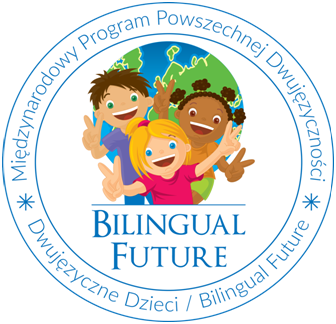 Międzynarodowy Program Powszechnej Dwujęzyczności
BILINGUAL
FUTURE
Dwujęzyczne Dzieci / Bilingual Future